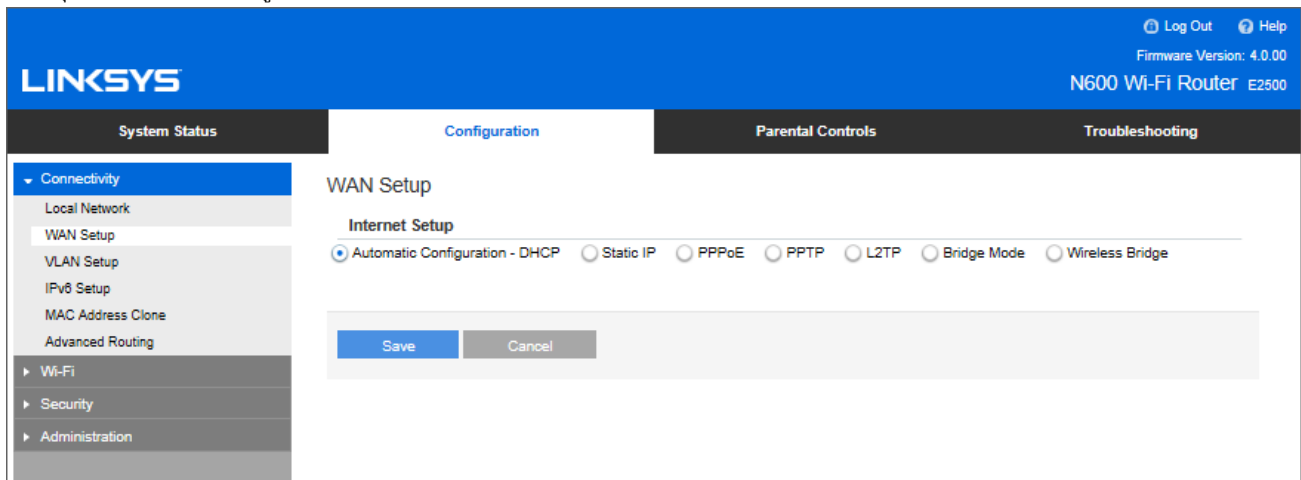 Log Out Help
Firmware Version: 4.0.00
LINKSYS
N600 Wi-Fi Router E2500
System Status Configuration Parental Controls Troubleshooting
Connectivity
Local Network
WAN Setup
VLAN Setup
IPv6 Setup
MAC Address Clone
Advanced Routing
Wi-Fi
Security
Administration
WAN Setup
Internet Setup
Automatic Configuration - DHCP Static IP PPPoE PPTP L2TP Bridge Mode Wireless Bridge
Save Cancel